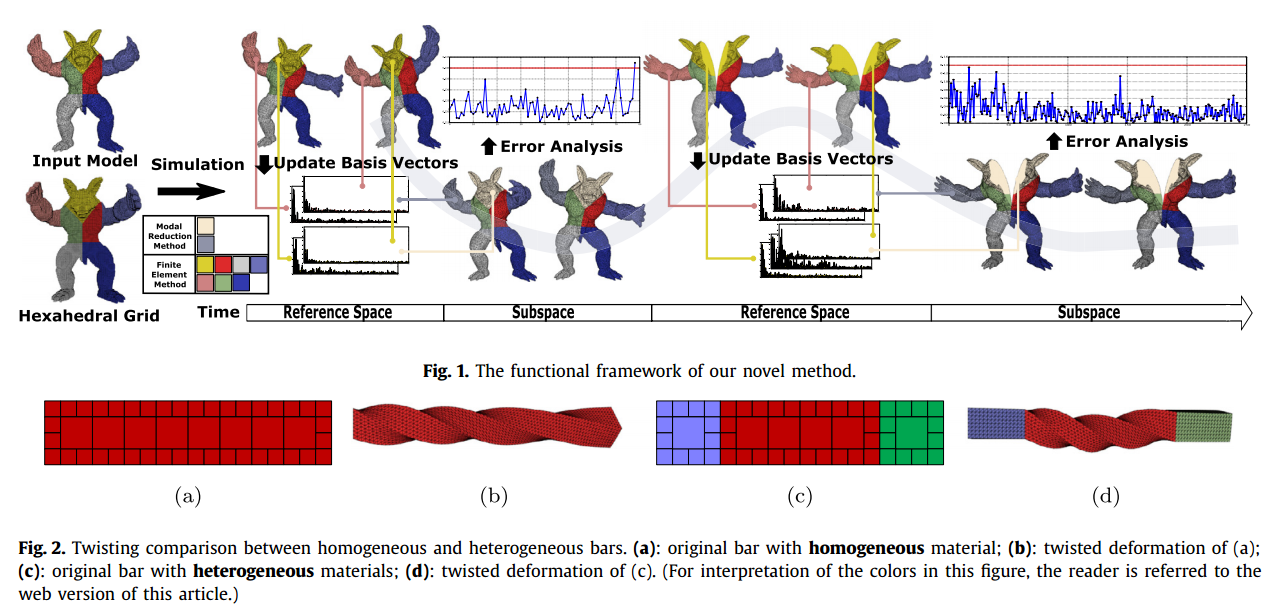 Input Model
Simulation
Hexahedral Grid
Modal
Reduction
Method
Finite
Element
Method
Update Basis Vectors
Error Analysis
Update Basis Vectors
Error Analysis
Time
Reference Space
Subspace
Reference Space
Subspace
Fig. 1. The functional framework of our novel method.
(a)
(b)
(c)
(d)
Fig. 2. Twisting comparison between homogeneous and heterogeneous bars. (a): original bar with homogeneous material; (b): twisted deformation of (a);
(c): original bar with heterogeneous materials; (d): twisted deformation of (c). (For interpretation of the colors in this figure, the reader is referred to the
web version of this article.)